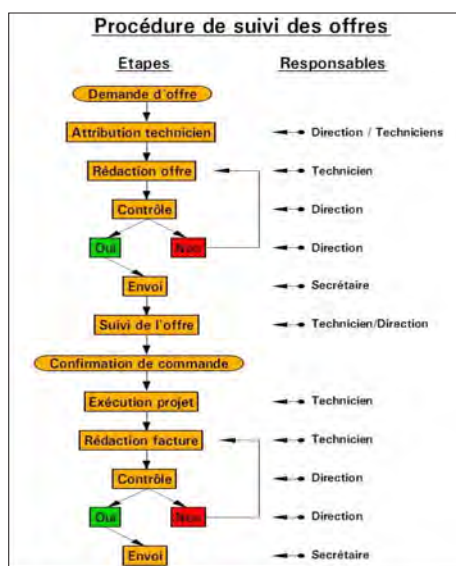 Procédure de suivi des offres
Etapes Responsables
Demande d'offre
Attribution technicien Direction / Techniciens
Rédaction offre Technicien
Contrôle Direction
Oui Non Direction
Envoi Secrétaire
Suivi de l'offre Technicien/Direction
Confirmation de commande
Exécution projet Technicien
Rédaction facture Technicien
Contrôle Direction
Oui Non Direction
Envoi Secrétaire